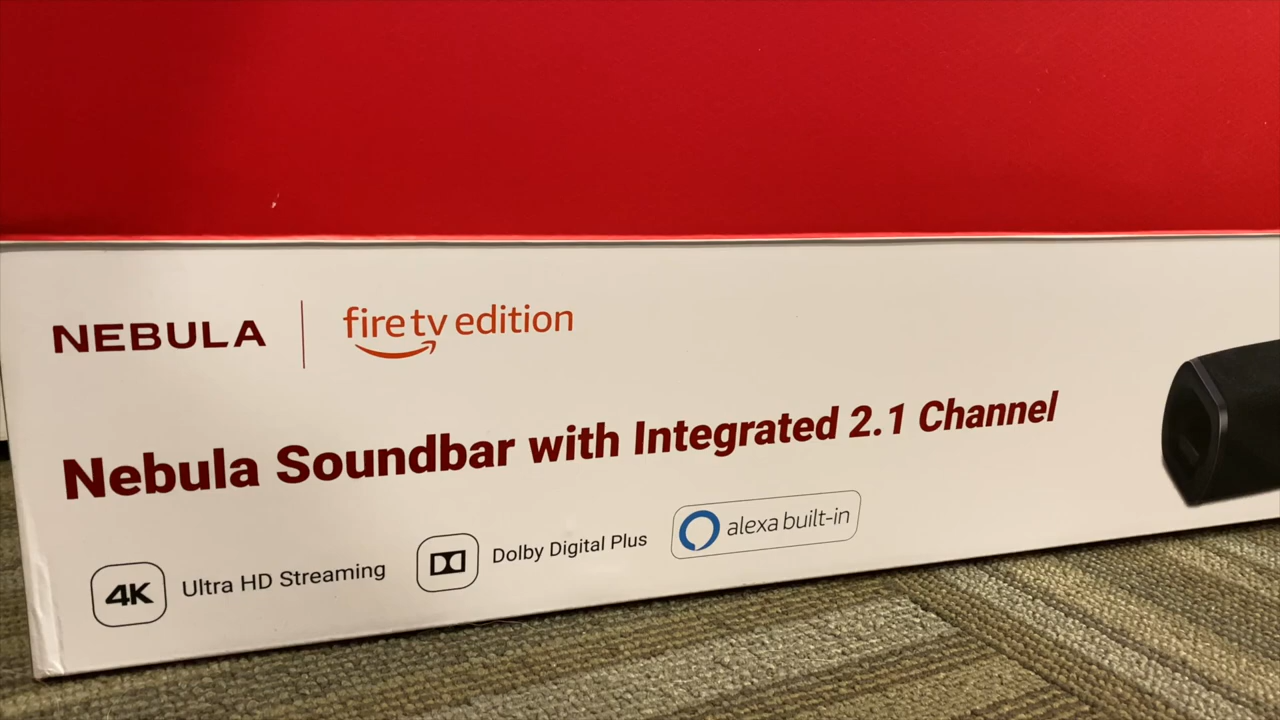 NEBULA
fire tv edition
Nebula Soundbar with Integrated 2.1 Channel
4K Ultra HD Streaming
Dolby Digital Plus
alexa built-in